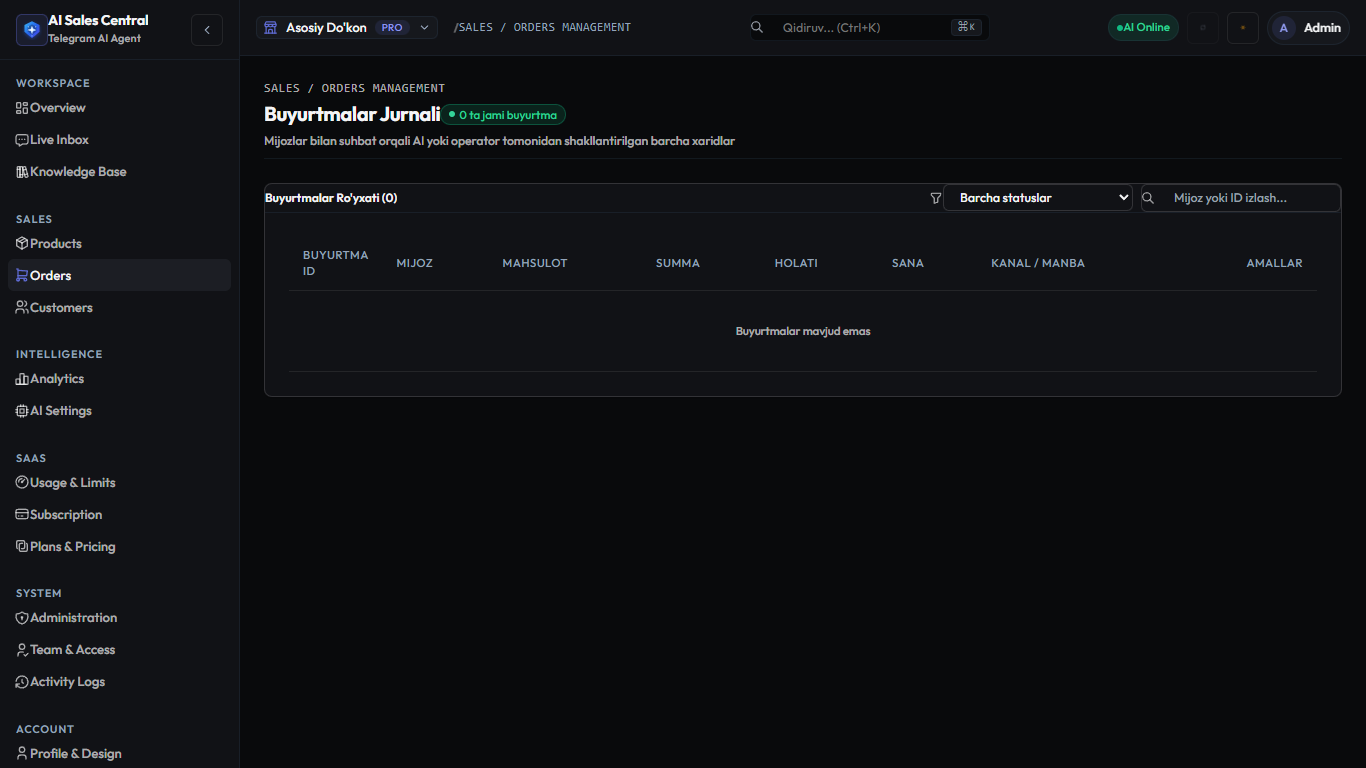 AI Sales Central
Telegram AI Agent
Asosiy Do'kon PRO
/SALES / ORDERS MANAGEMENT
Qidiruv... (Ctrl+K)
⌘K
AI Online
A
Admin
WORKSPACE
Overview
Live Inbox
Knowledge Base
SALES
Products
Orders
Customers
INTELLIGENCE
Analytics
AI Settings
SAAS
Usage & Limits
Subscription
Plans & Pricing
SYSTEM
Administration
Team & Access
Activity Logs
ACCOUNT
Profile & Design
SALES / ORDERS MANAGEMENT
Buyurtmalar Jurnali
0 ta jami buyurtma
Mijozlar bilan suhbat orqali AI yoki operator tomonidan shakllantirilgan barcha xaridlar
Buyurtmalar Ro'yxati (0)
Barcha statuslar
Mijoz yoki ID izlash...
BUYURTMA
ID
MIJOZ
MAHSULOT
SUMMA
HOLATI
SANA
KANAL / MANBA
AMALLAR
Buyurtmalar mavjud emas